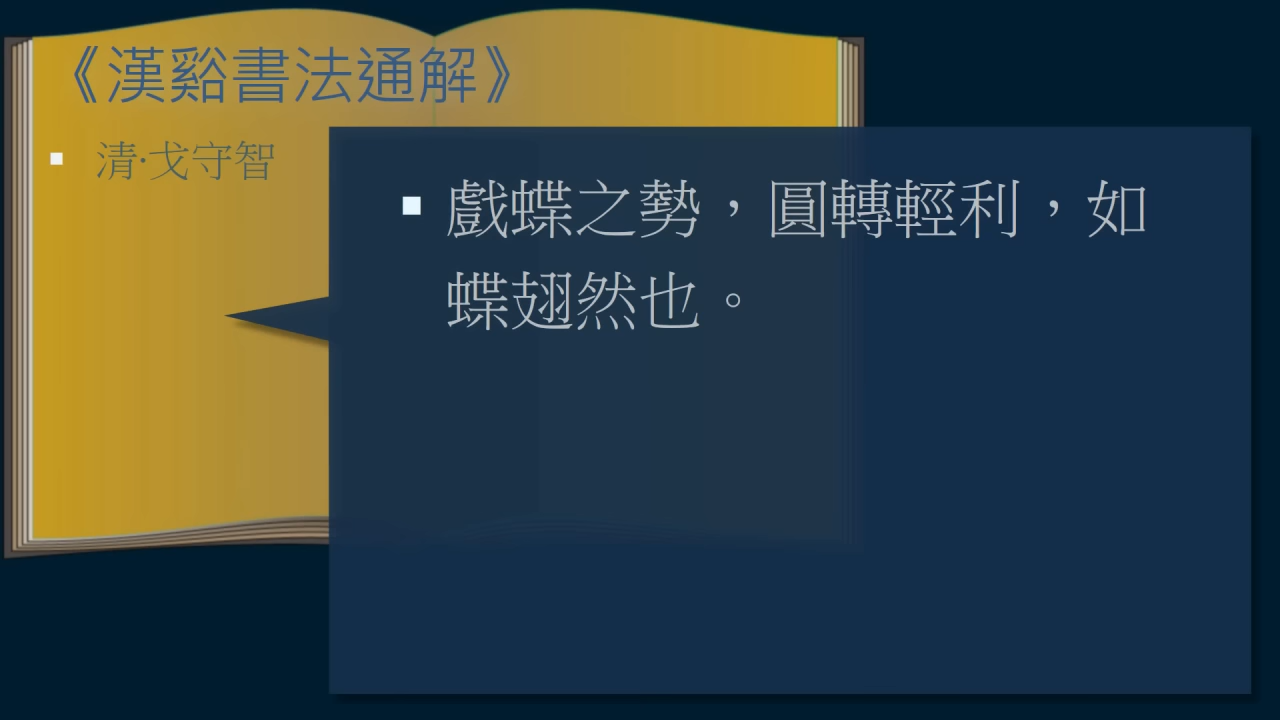 《漢谿書法通解》
清·戈守智
戲蝶之勢，圓轉輕利，如
蝶翅然也。